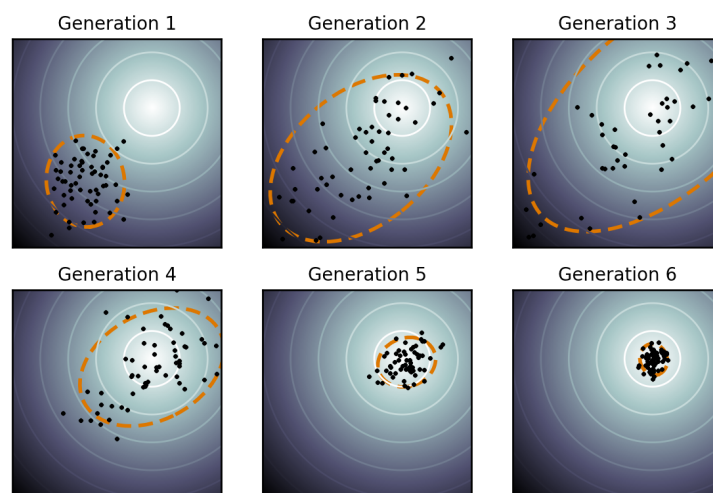 Generation 1
Generation 2
Generation 3
Generation 4
Generation 5
Generation 6